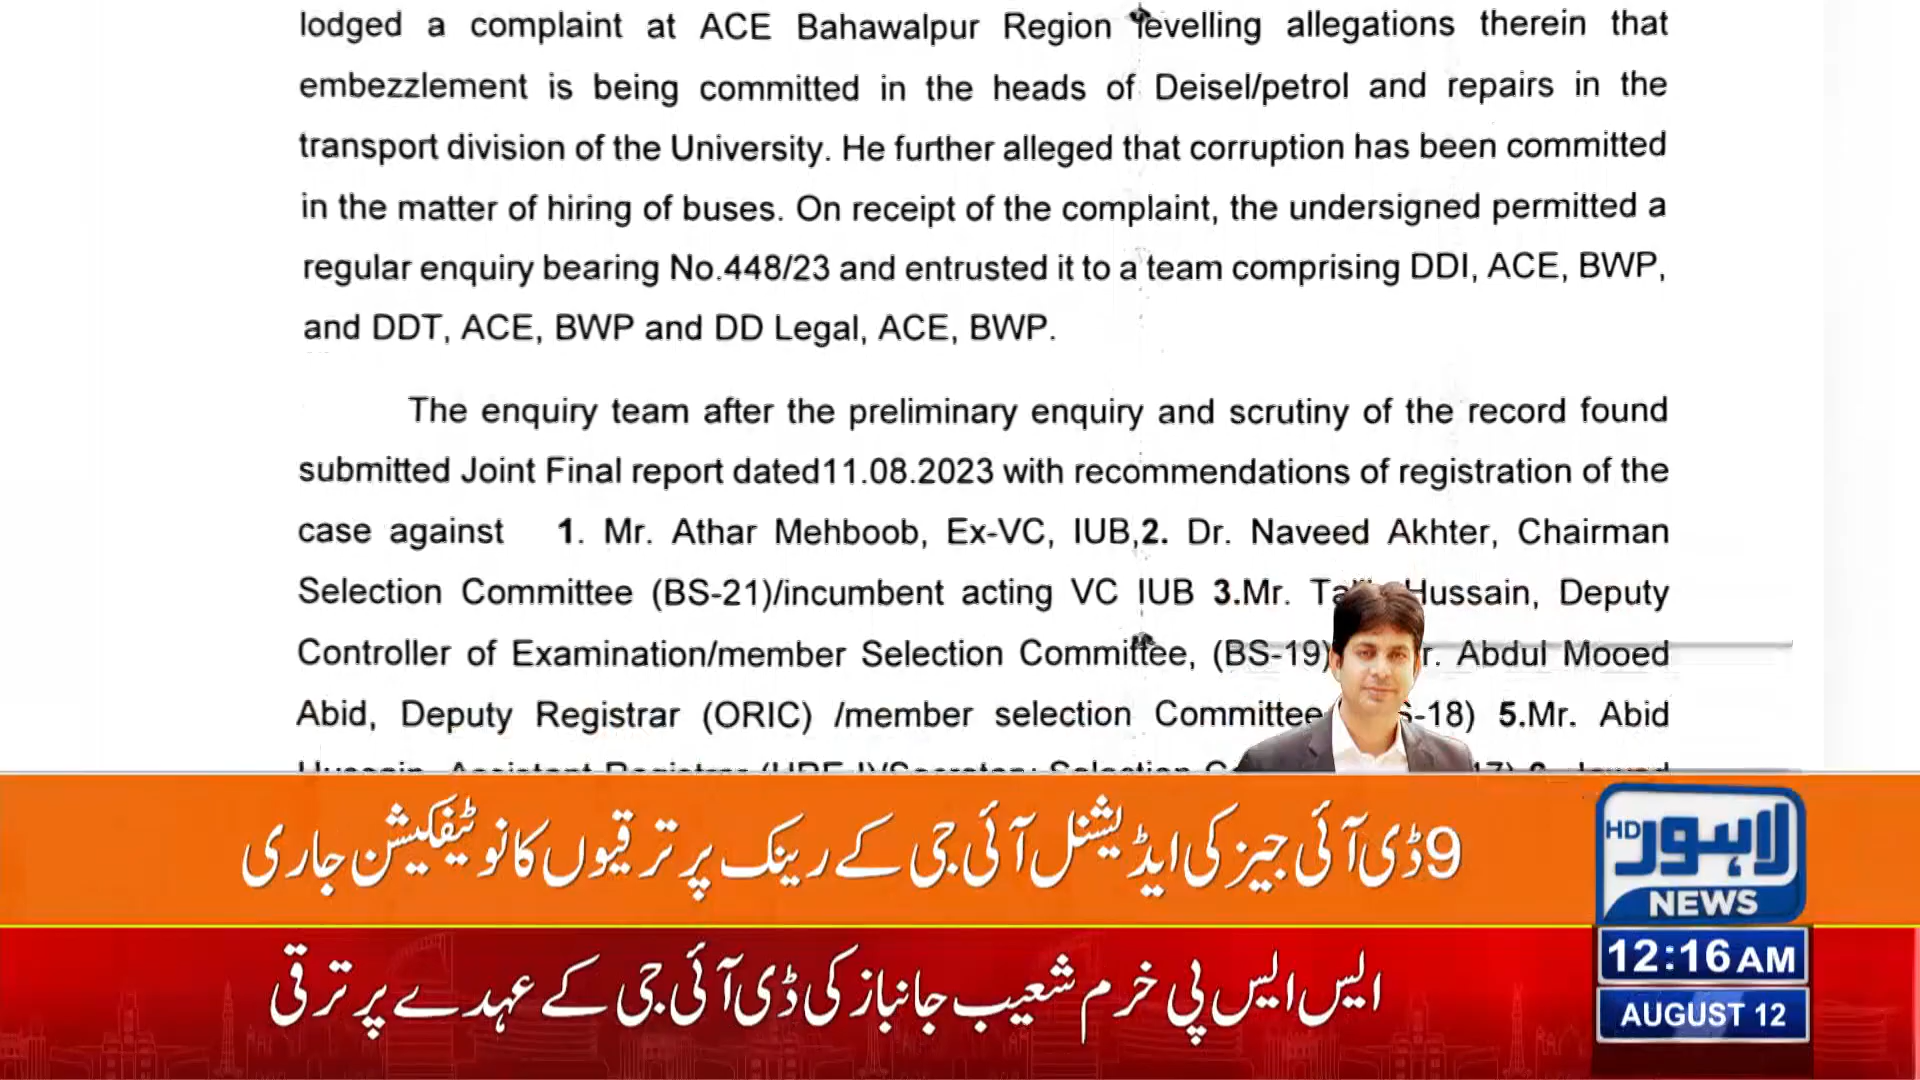 lodged a complaint at ACE Bahawalpur Region levelling allegations therein that
embezzlement is being committed in the heads of Deisel/petrol and repairs in the
transport division of the University. He further alleged that corruption has been committed
in the matter of hiring of buses. On receipt of the complaint, the undersigned permitted a
regular enquiry bearing No.448/23 and entrusted it to a team comprising DDI, ACE, BWP,
and DDT, ACE, BWP and DD Legal, ACE, BWP.
The enquiry team after the preliminary enquiry and scrutiny of the record found
submitted Joint Final report dated11.08.2023 with recommendations of registration of the
case against 1. Mr. Athar Mehboob, Ex-VC, IUB,2. Dr. Naveed Akhter, Chairman
Selection Committee (BS-21)/incumbent acting VC IUB 3.Mr. Hussain, Deputy
Controller of Examination/member Selection Committee, (BS-19) Abdul Mooed
Abid, Deputy Registrar (ORIC) /member selection Committee -18) 5.Mr. Abid
9ڈی آئی جیز کی ایڈیشنل آئی جی کے رینک پر ترقیوں کا نوٹیفکیشن جاری
ایس ایس پی خرم شعیب جانباز کی ڈی آئی جی کے عہدے پر ترقی
لاہور HD
NEWS
12:16 AM
AUGUST 12